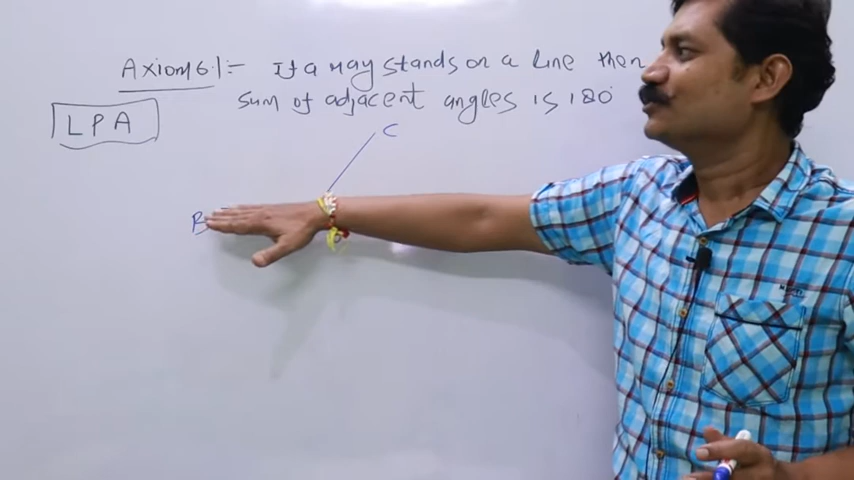 Axiom 6.1:- If a ray stands on a line then
sum of adjacent angles is 180°
LPA
C
B